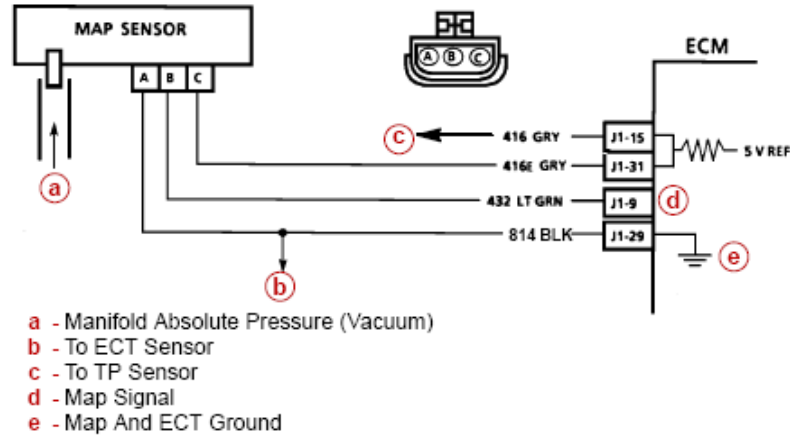 MAP SENSOR
A B C
A B C
ECM
c 416 GRY J1-15
5 V REF
416E GRY J1-31
a
432 LT GRN J1-9 d
814 BLK J1-29
e
b
a - Manifold Absolute Pressure (Vacuum)
b - To ECT Sensor
c - To TP Sensor
d - Map Signal
e - Map And ECT Ground